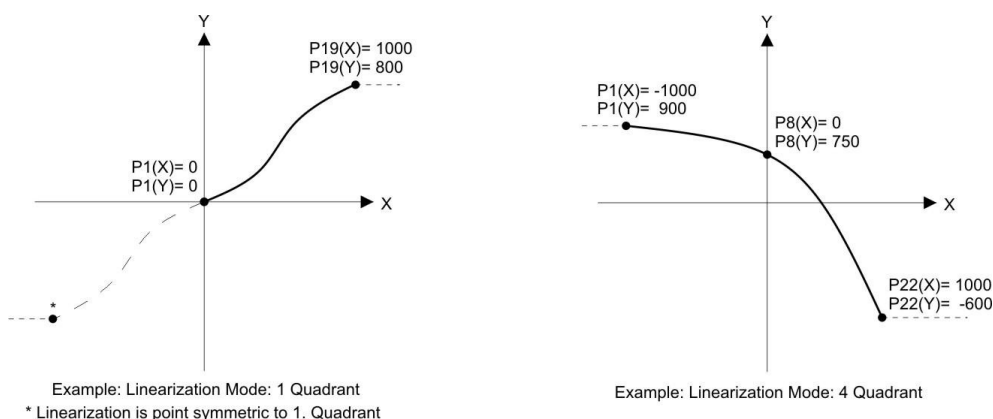 Y
P19(X)= 1000
P19(Y)= 800
P1(X)= 0
P1(Y)= 0
X
*
Example: Linearization Mode: 1 Quadrant
* Linearization is point symmetric to 1. Quadrant
Y
P1(X)= -1000
P1(Y)= 900
P8(X)= 0
P8(Y)= 750
X
P22(X)= 1000
P22(Y)= -600
Example: Linearization Mode: 4 Quadrant